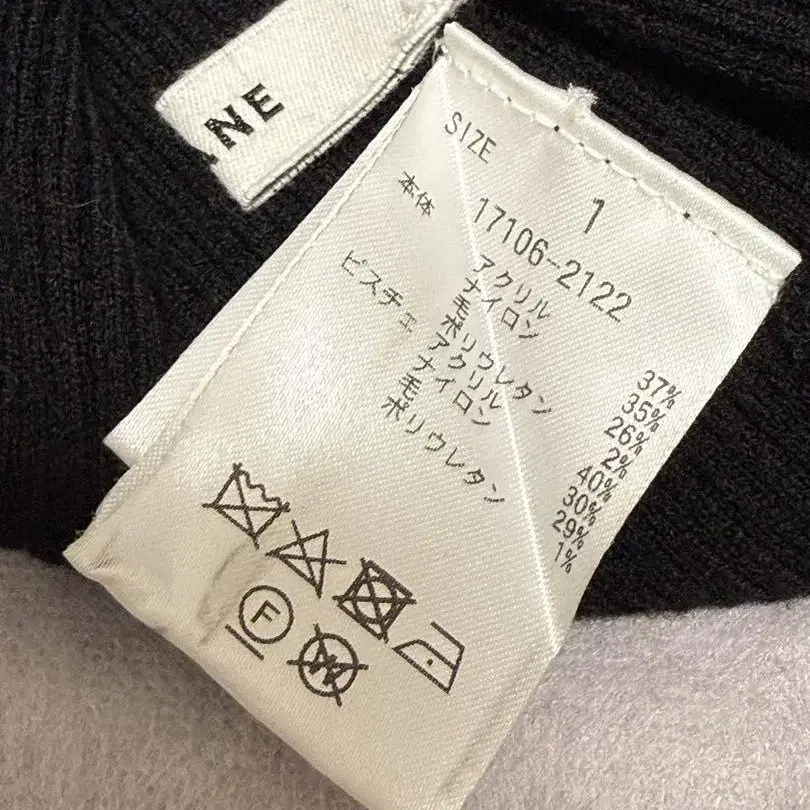 NE
SIZE 1
17106-2122
本体 アクリル 37%
ナイロン 35%
毛 26%
ポリウレタン 2%
ビスチェ アクリル 40%
ナイロン 30%
毛 29%
ポリウレタン 1%
F W